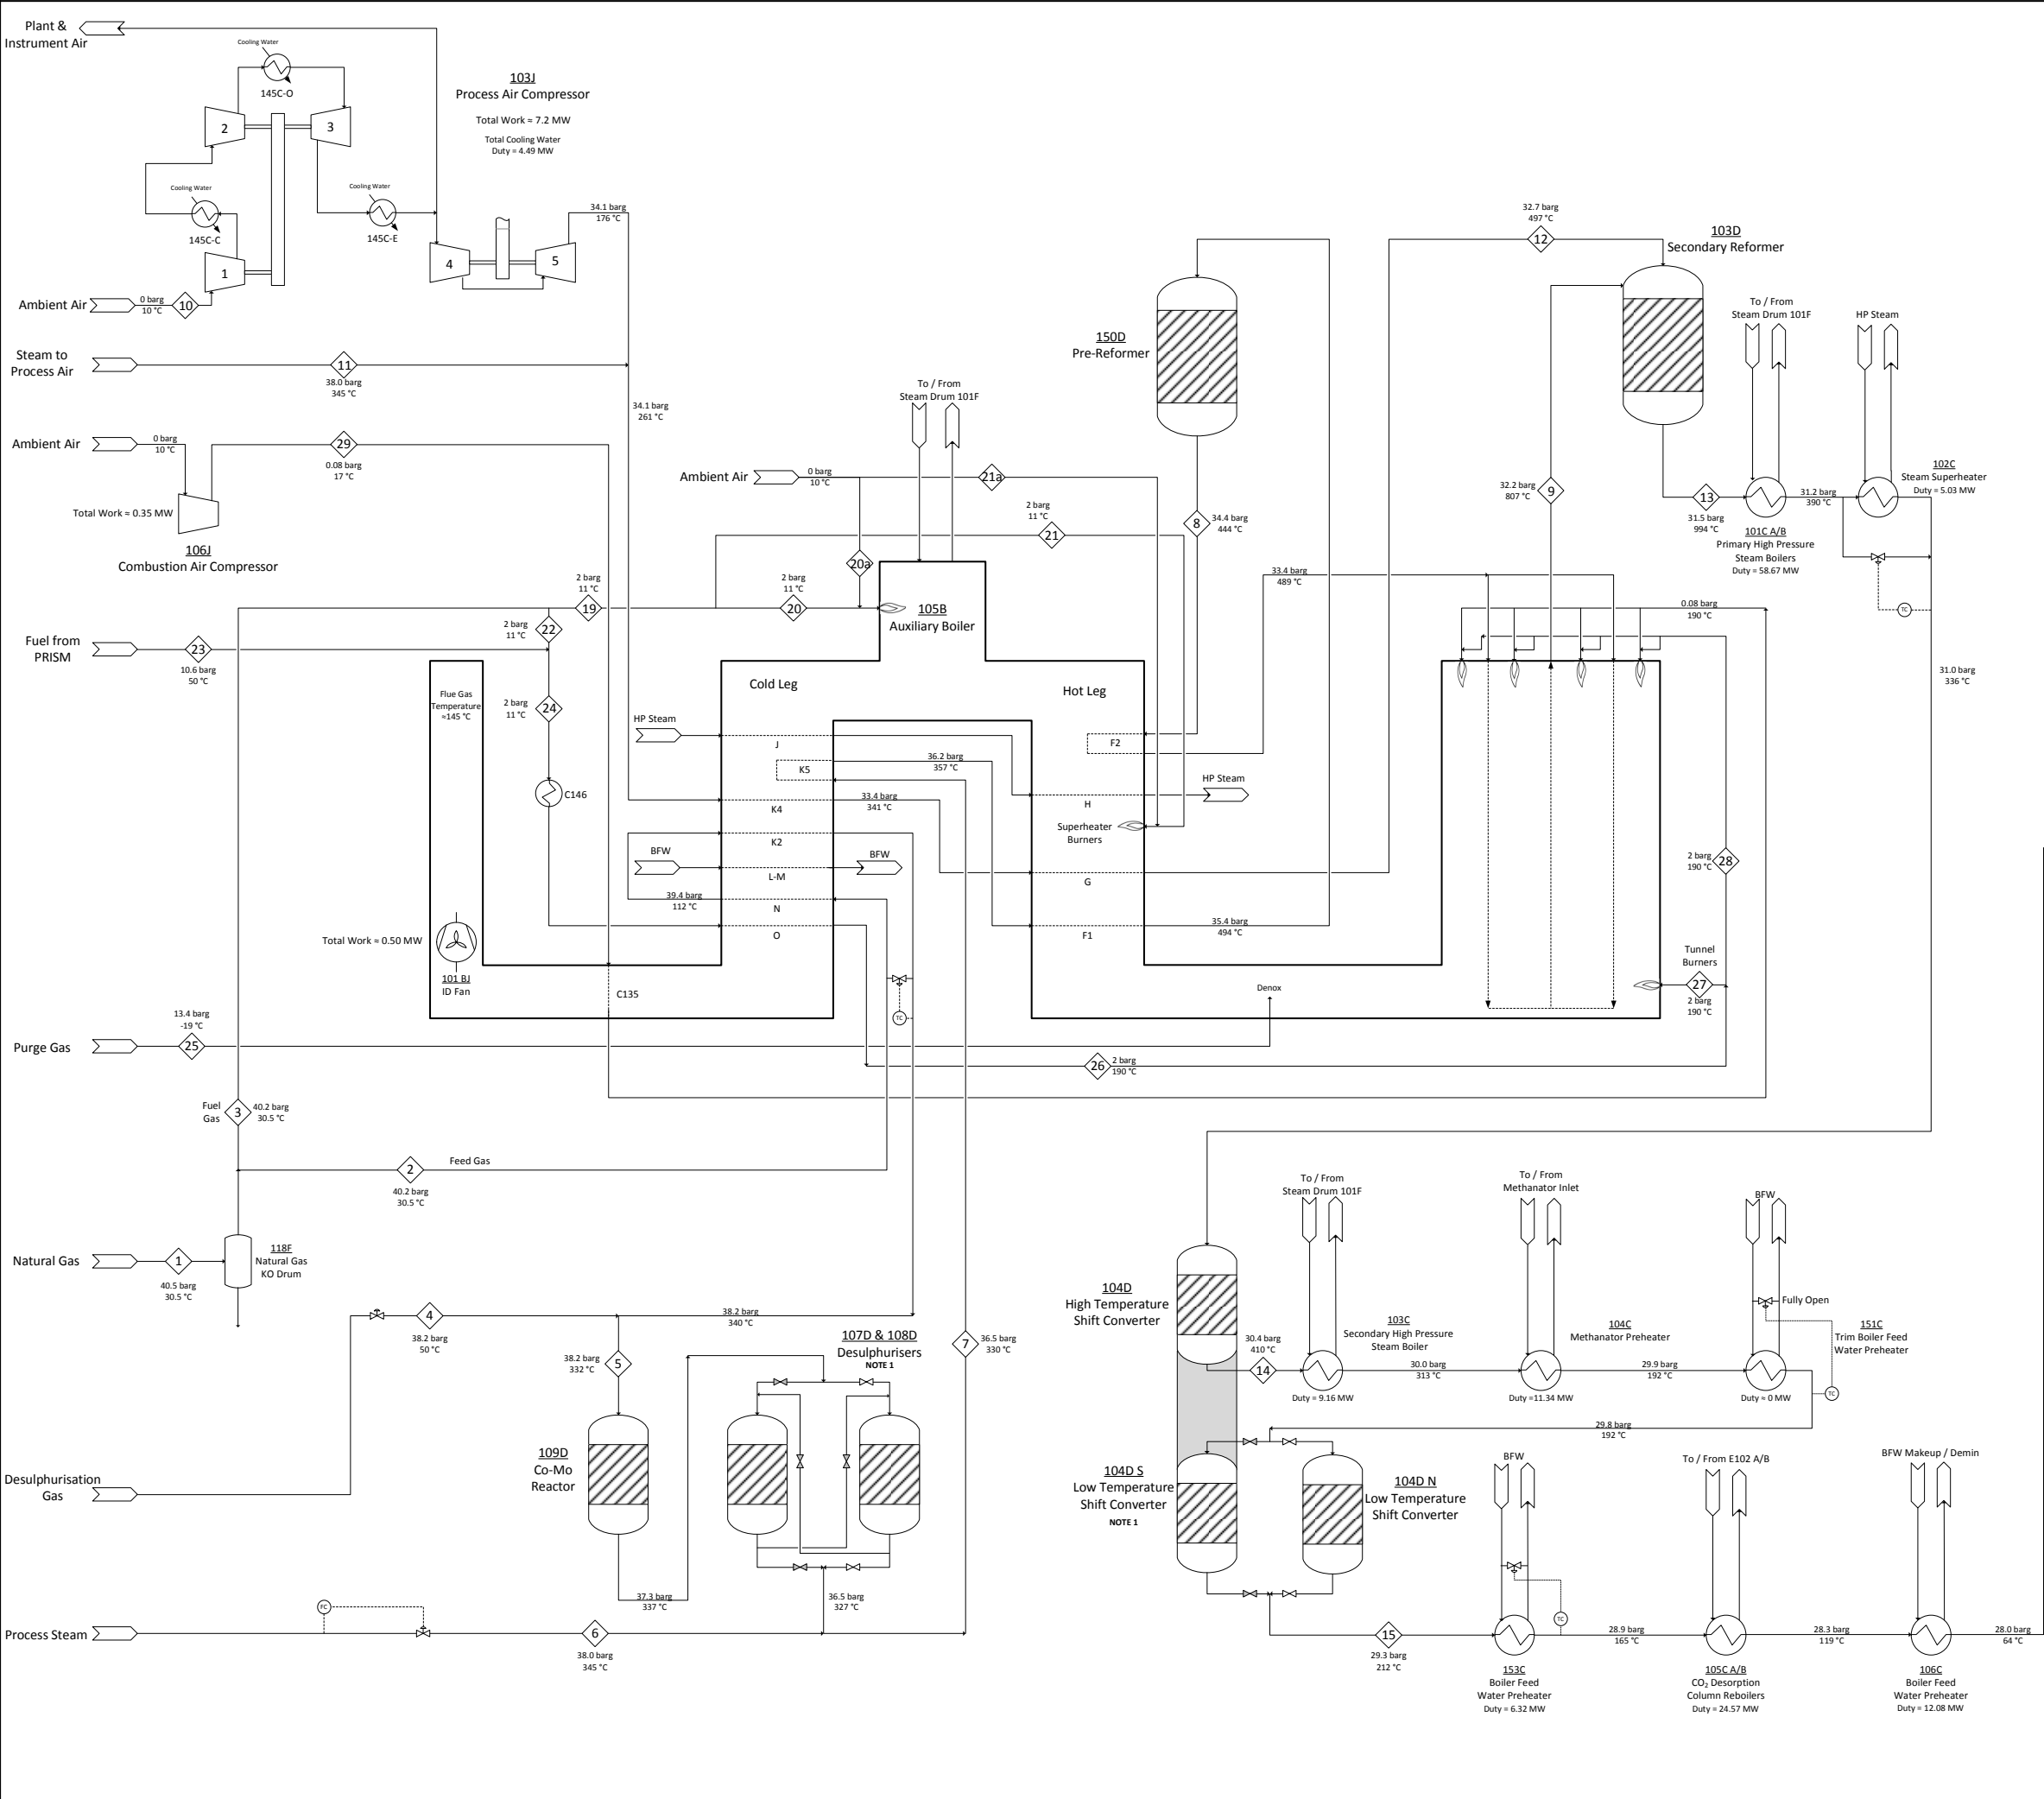 Plant &
Instrument Air
Cooling Water
145C-O
2
3
103J
Process Air Compressor
Total Work = 7.2 MW
Total Cooling Water
Duty = 4.49 MW
Cooling Water
145C-C
Cooling Water
145C-E
1
4
5
34.1 barg
176 °C
Ambient Air
0 barg
10 °C
10
Steam to
Process Air
11
38.0 barg
345 °C
34.1 barg
261 °C
Ambient Air
0 barg
10 °C
29
0.08 barg
17 °C
Total Work = 0.35 MW
106J
Combustion Air Compressor
150D
Pre-Reformer
32.7 barg
497 °C
12
103D
Secondary Reformer
To / From
Steam Drum 101F
HP Steam
To / From
Steam Drum 101F
Ambient Air
0 barg
10 °C
21a
8
34.4 barg
444 °C
32.2 barg
807 °C
9
13
31.5 barg
994 °C
31.2 barg
390 °C
102C
Steam Superheater
Duty = 5.03 MW
101C A/B
Primary High Pressure
Steam Boilers
Duty = 58.67 MW
TC
2 barg
11 °C
21
20a
2 barg
11 °C
19
2 barg
11 °C
20
105B
Auxiliary Boiler
33.4 barg
489 °C
0.08 barg
190 °C
Fuel from
PRISM
23
10.6 barg
50 °C
2 barg
11 °C
22
2 barg
11 °C
24
C146
Flue Gas
Temperature
≈145 °C
Cold Leg
Hot Leg
31.0 barg
336 °C
HP Steam
J
K5
36.2 barg
357 °C
F2
HP Steam
H
K4
33.4 barg
341 °C
Superheater
Burners
K2
BFW
BFW
L-M
G
39.4 barg
112 °C
N
O
F1
35.4 barg
494 °C
2 barg
190 °C
28
Total Work = 0.50 MW
101 BJ
ID Fan
C135
TC
Denox
Tunnel
Burners
27
2 barg
190 °C
13.4 barg
-19 °C
Purge Gas
25
26
2 barg
190 °C
Fuel
Gas
3
40.2 barg
30.5 °C
2
Feed Gas
40.2 barg
30.5 °C
Natural Gas
1
40.5 barg
30.5 °C
118F
Natural Gas
KO Drum
4
38.2 barg
50 °C
38.2 barg
340 °C
38.2 barg
332 °C
5
107D & 108D
Desulphurisers
NOTE 1
7
36.5 barg
330 °C
109D
Co-Mo
Reactor
Desulphurisation
Gas
37.3 barg
337 °C
36.5 barg
327 °C
FC
Process Steam
6
38.0 barg
345 °C
To / From
Steam Drum 101F
To / From
Methanator Inlet
BFW
104D
High Temperature
Shift Converter
30.4 barg
410 °C
14
103C
Secondary High Pressure
Steam Boiler
Duty = 9.16 MW
30.0 barg
313 °C
104C
Methanator Preheater
Duty =11.34 MW
29.9 barg
192 °C
Fully Open
151C
Trim Boiler Feed
Water Preheater
Duty = 0 MW
TC
29.8 barg
192 °C
104D S
Low Temperature
Shift Converter
NOTE 1
104D N
Low Temperature
Shift Converter
BFW
To / From E102 A/B
BFW Makeup / Demin
TC
15
29.3 barg
212 °C
153C
Boiler Feed
Water Preheater
Duty = 6.32 MW
28.9 barg
165 °C
105C A/B
CO₂ Desorption
Column Reboilers
Duty = 24.57 MW
28.3 barg
119 °C
106C
Boiler Feed
Water Preheater
Duty = 12.08 MW
28.0 barg
64 °C